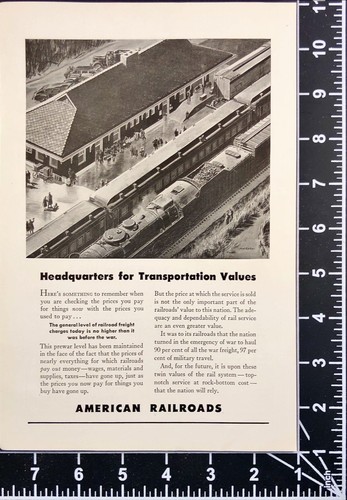 Headquarters for Transportation Values
HERE'S SOMETHING to remember when
you are checking the prices you pay
for things now with the prices you
used to pay...
The general level of railroad freight
charges today is no higher than it
was before the war.
This prewar level has been maintained
in the face of the fact that the prices of
nearly everything for which railroads
pay out money—wages, materials and
supplies, taxes—have gone up, just as
the prices you now pay for things you
buy have gone up.
But the price at which the service is sold
is not the only important part of the
railroads' value to this nation. The ade-
quacy and dependability of rail service
are an even greater value.
It was to its railroads that the nation
turned in the emergency of war to haul
90 per cent of all the war freight, 97 per
cent of military travel.
And, for the future, it is upon these
twin values of the rail system—top-
notch service at rock-bottom cost—
that the nation will rely.
AMERICAN RAILROADS
11
10
9
8
7
6
5
4
3
2
1
inch
7 6 5 4 3 2 1